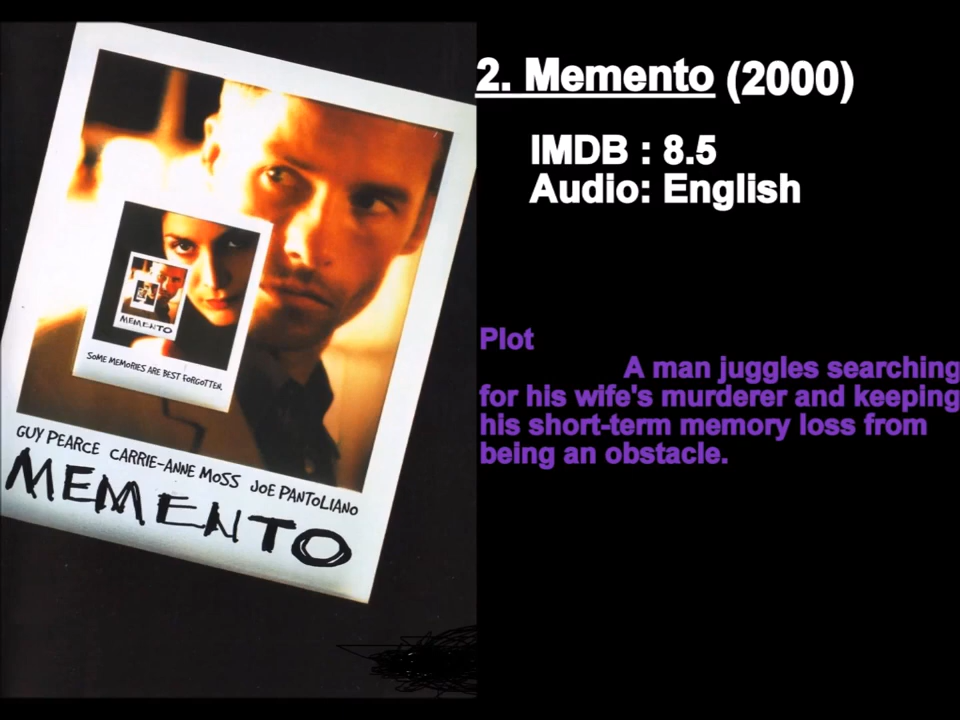 2. Memento (2000)
IMDB : 8.5
Audio: English
Plot
A man juggles searching
for his wife's murderer and keeping
his short-term memory loss from
being an obstacle.
MEMENTO
SOME MEMORIES ARE BEST FORGOTTEN
GUY PEARCE CARRIE-ANNE MOSS JOE PANTOLIANO
MEMENTO